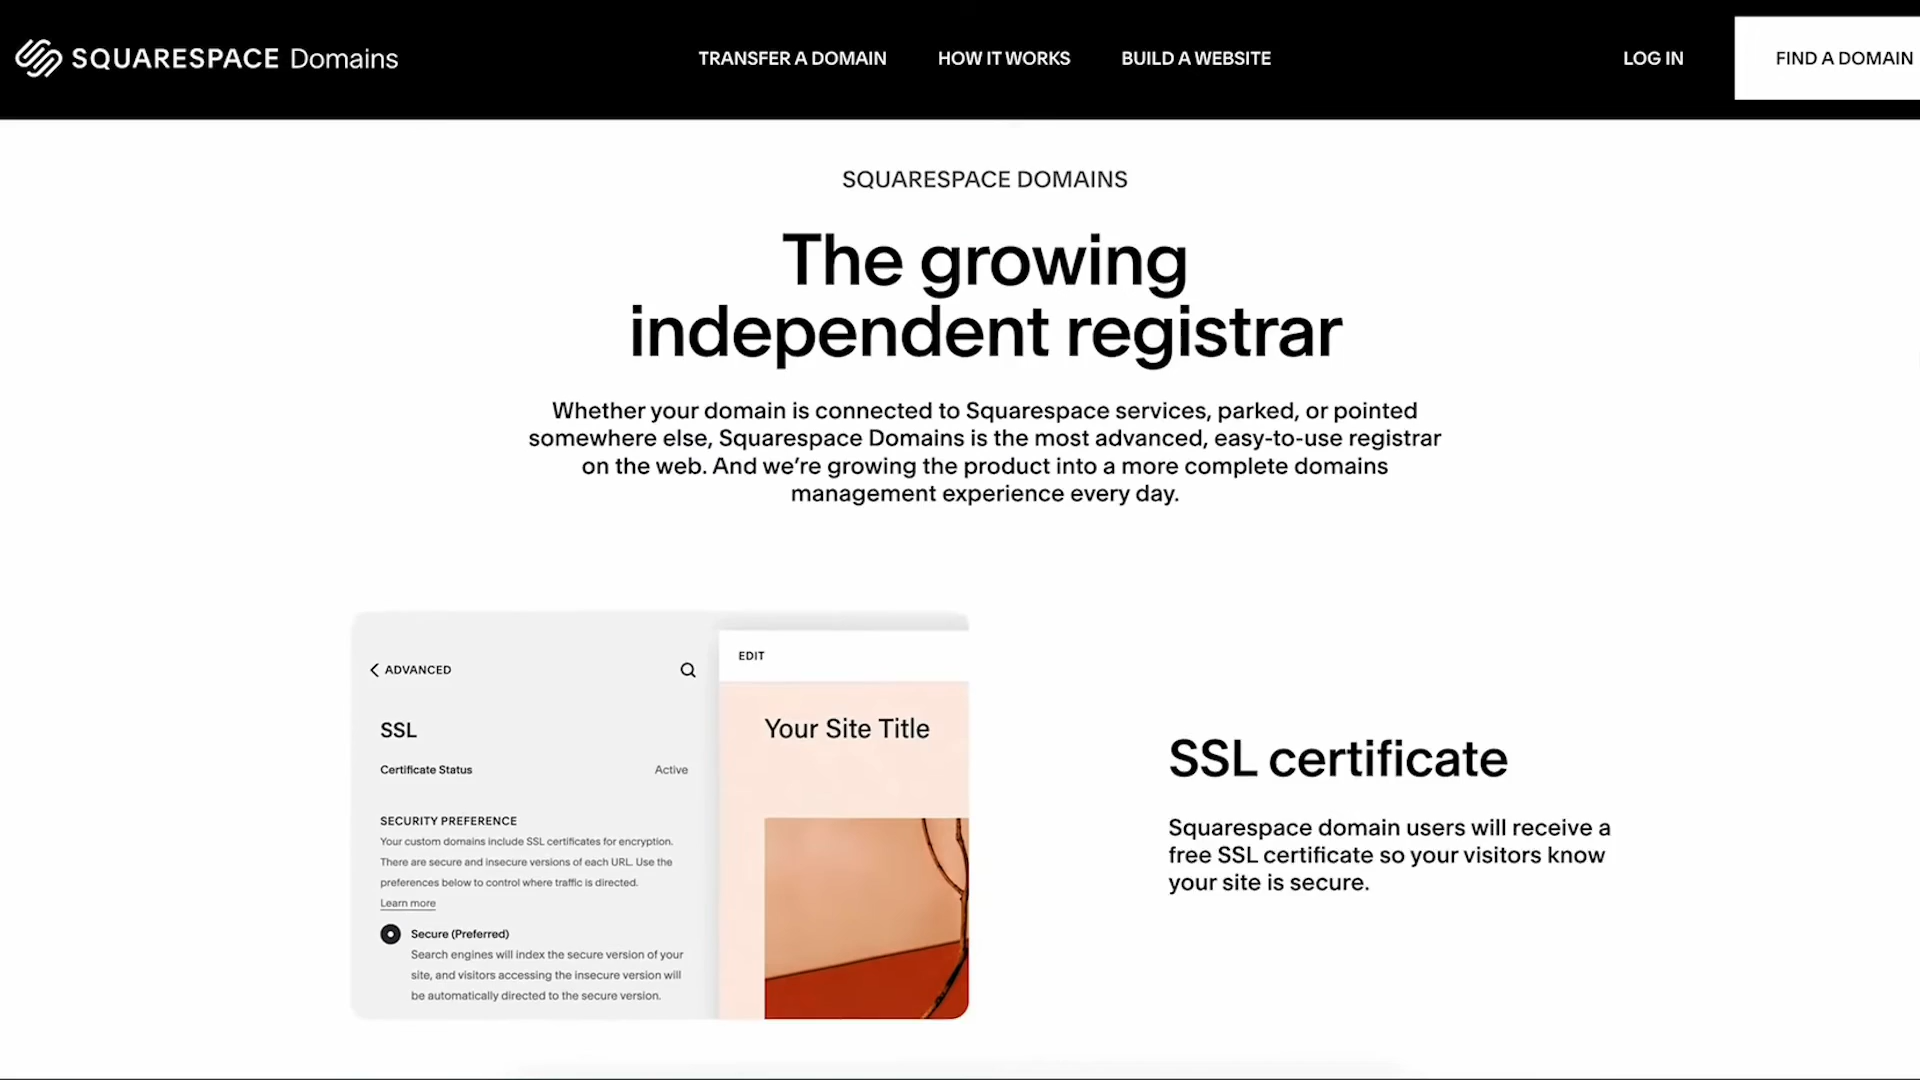 SQUARESPACE Domains
TRANSFER A DOMAIN
HOW IT WORKS
BUILD A WEBSITE
LOG IN
FIND A DOMAIN
SQUARESPACE DOMAINS
The growing
independent registrar
Whether your domain is connected to Squarespace services, parked, or pointed
somewhere else, Squarespace Domains is the most advanced, easy-to-use registrar
on the web. And we’re growing the product into a more complete domains
management experience every day.
ADVANCED
SSL
Certificate Status
Active
SECURITY PREFERENCE
Your custom domains include SSL certificates for encryption.
There are secure and insecure versions of each URL. Use the
preferences below to control where traffic is directed.
Learn more
Secure (Preferred)
Search engines will index the secure version of your
site, and visitors accessing the insecure version will
be automatically directed to the secure version.
EDIT
Your Site Title
SSL certificate
Squarespace domain users will receive a
free SSL certificate so your visitors know
your site is secure.